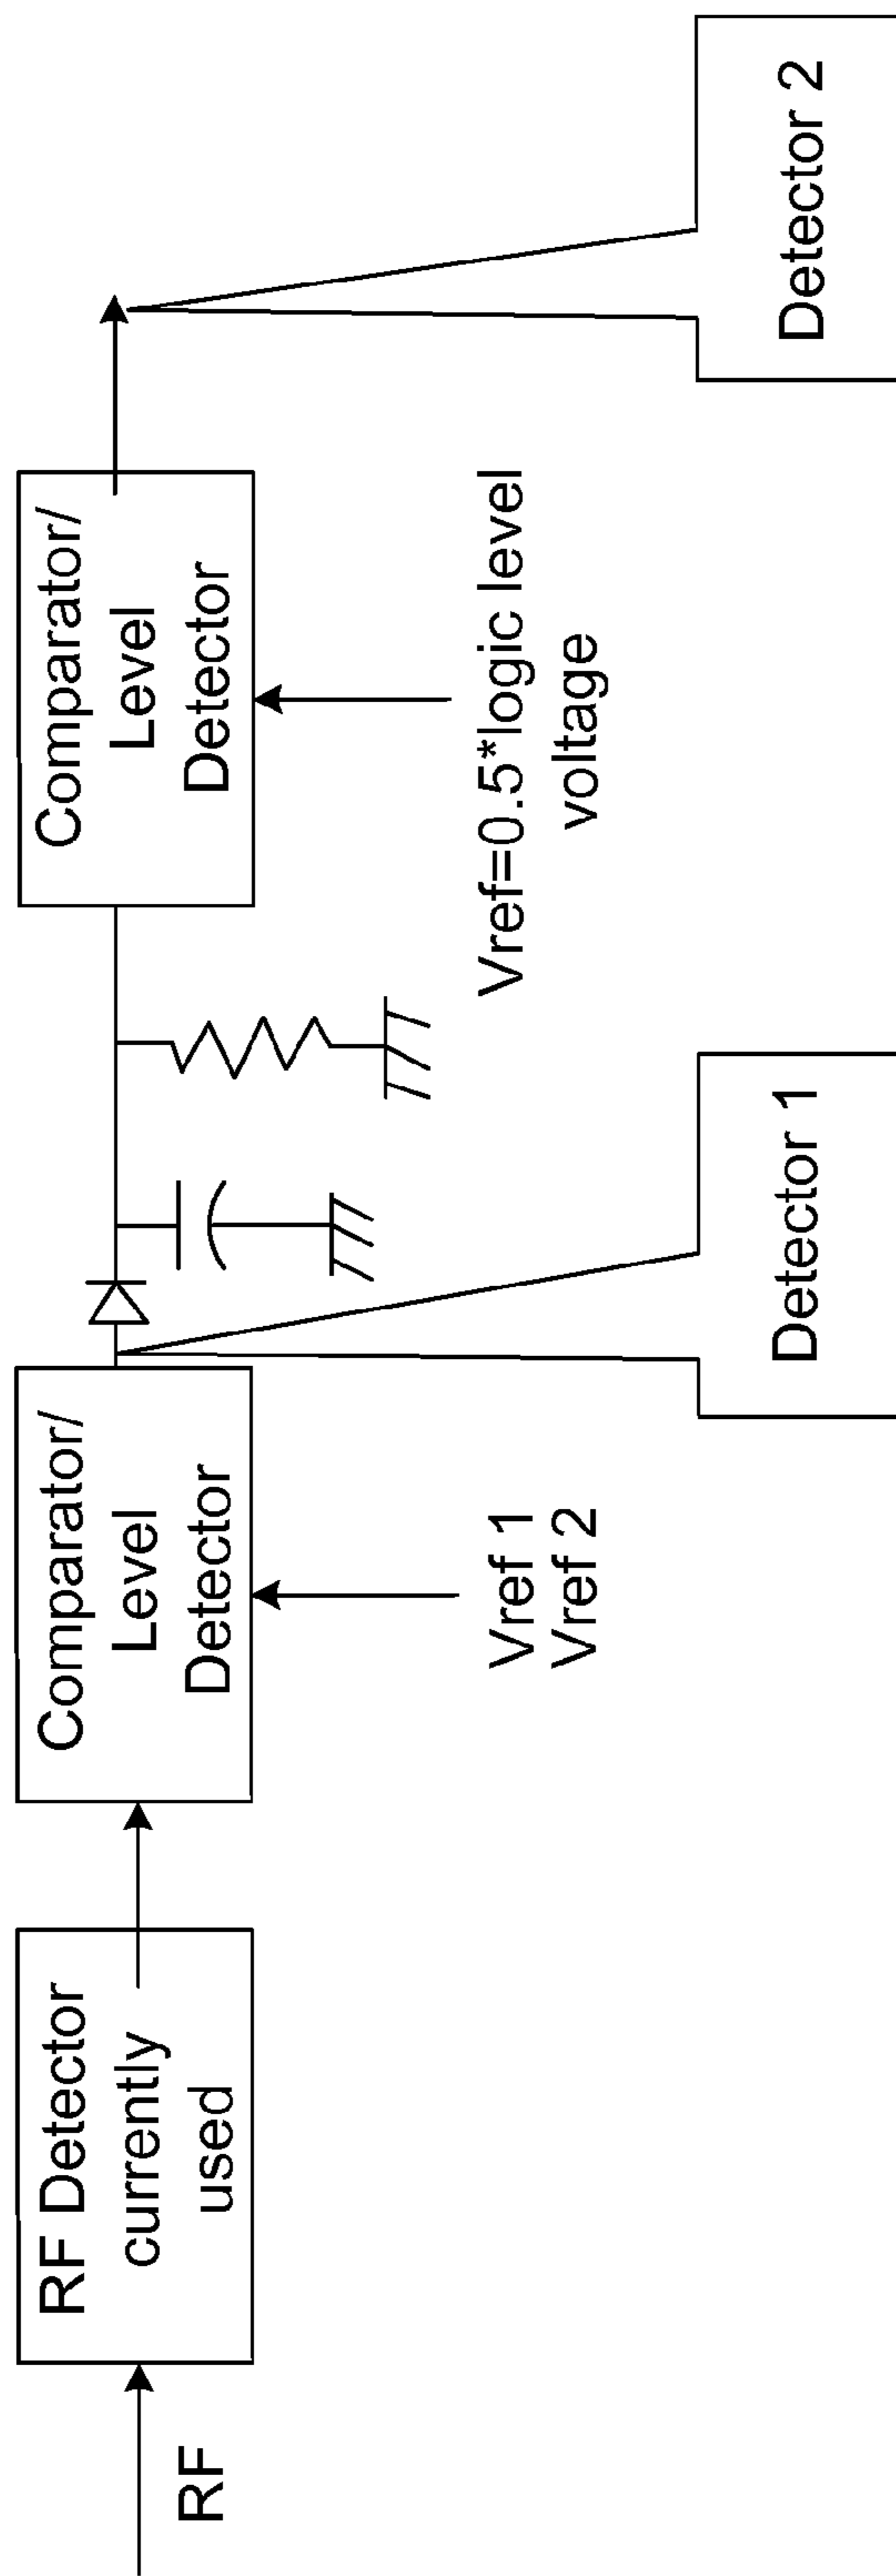 RF
RF Detector
currently
used
Comparator/
Level
Detector
Vref 1
Vref 2
Detector 1
Comparator/
Level
Detector
Vref=0.5*logic level
voltage
Detector 2